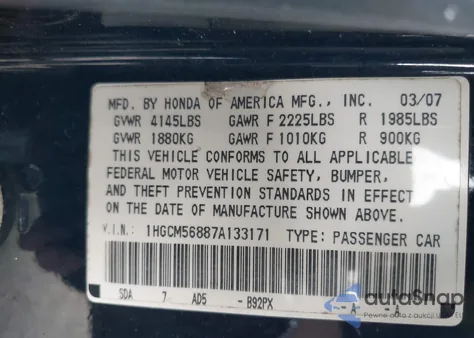 MFD. BY HONDA OF AMERICA MFG., INC. 03/07
GVWR 4145LBS GAWR F 2225LBS R 1985LBS
GVWR 1880KG GAWR F 1010KG R 900KG
THIS VEHICLE CONFORMS TO ALL APPLICABLE
FEDERAL MOTOR VEHICLE SAFETY, BUMPER,
AND THEFT PREVENTION STANDARDS IN EFFECT
ON THE DATE OF MANUFACTURE SHOWN ABOVE.
V.I.N.: 1HGCM56887A133171 TYPE: PASSENGER CAR
SDA 7 AD5 - B92PX - A - A
autoSnap
Pewne auto z